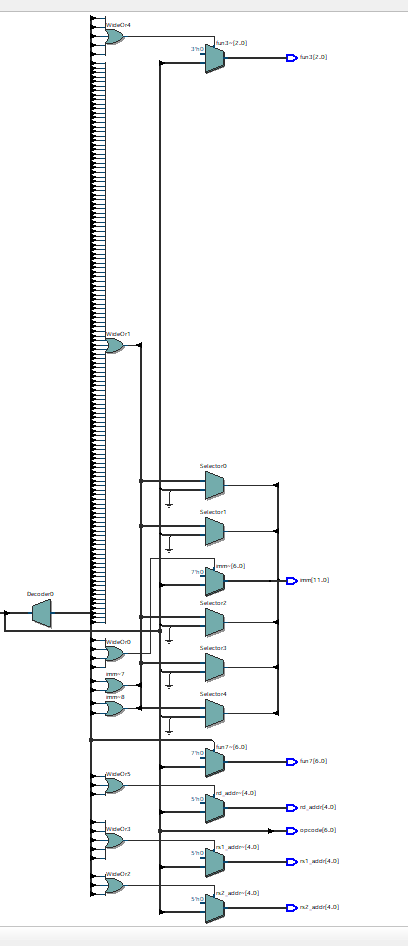 WideOr4
fun3~[2..0]
3'h0
fun3[2..0]
WideOr1
Selector0
Selector1
imm~[6..0]
7'h0
imm[11..0]
Decoder0
Selector2
WideOr0
Selector3
imm~7
imm~8
Selector4
fun7~[6..0]
7'h0
fun7[6..0]
WideOr5
rd_addr~[4..0]
5'h0
rd_addr[4..0]
WideOr3
opcode[6..0]
rs1_addr~[4..0]
5'h0
rs1_addr[4..0]
WideOr2
rs2_addr~[4..0]
5'h0
rs2_addr[4..0]